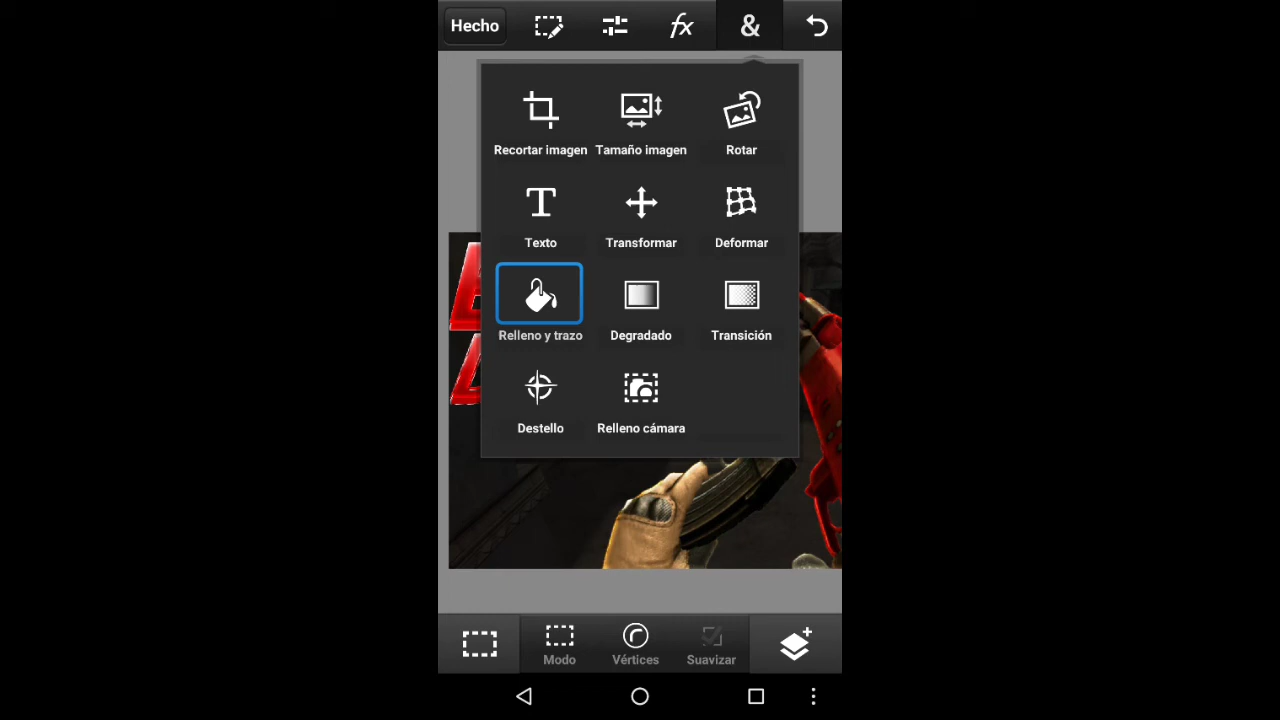 Hecho fx &
Recortar imagen Tamaño imagen Rotar
Texto Transformar Deformar
Relleno y trazo Degradado Transición
Destello Relleno cámara
Modo Vértices Suavizar